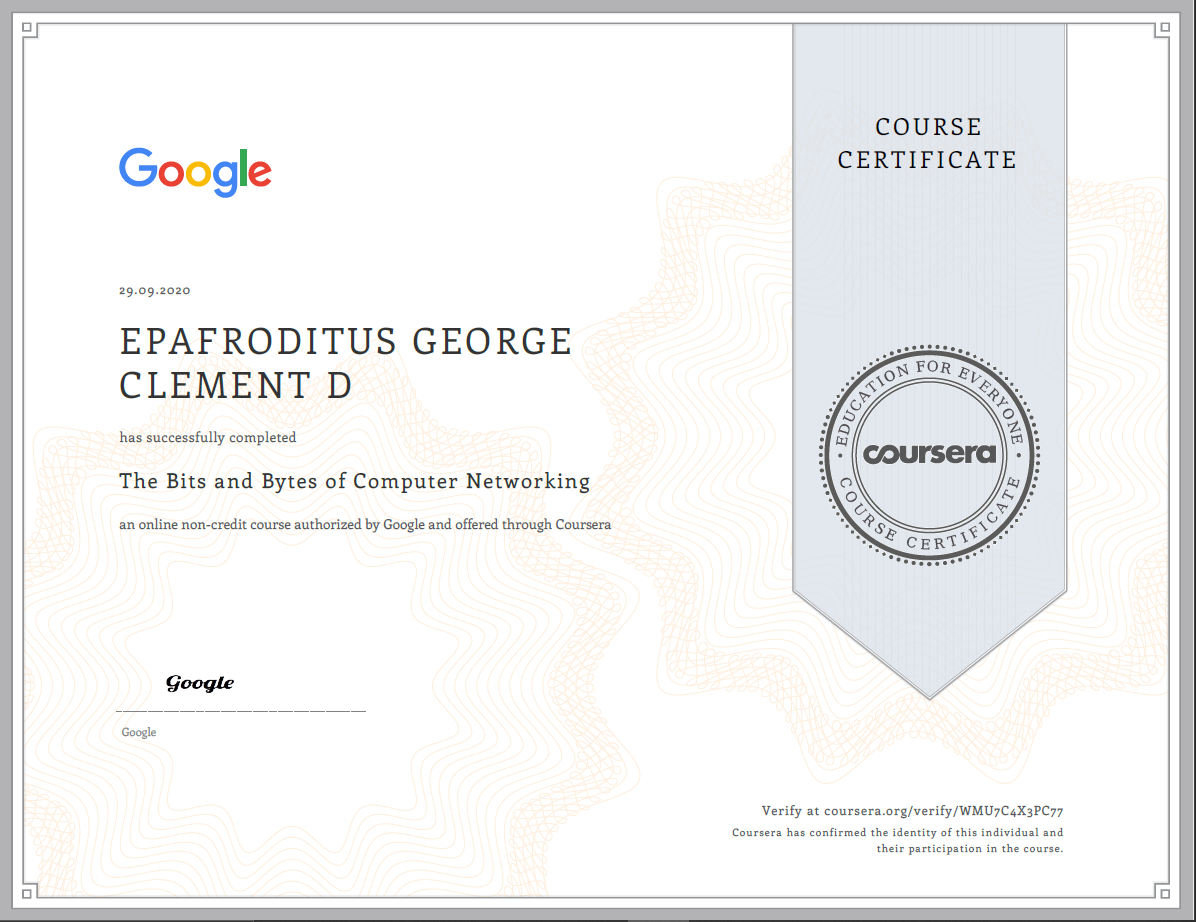 COURSE
CERTIFICATE
Google
29.09.2020
EPAFRODITUS GEORGE
CLEMENT D
has successfully completed
The Bits and Bytes of Computer Networking
an online non-credit course authorized by Google and offered through Coursera
EDUCATION FOR EVERYONE
coursera
COURSE CERTIFICATE
Google
Google
Verify at coursera.org/verify/WMU7C4X3PC77
Coursera has confirmed the identity of this individual and
their participation in the course.